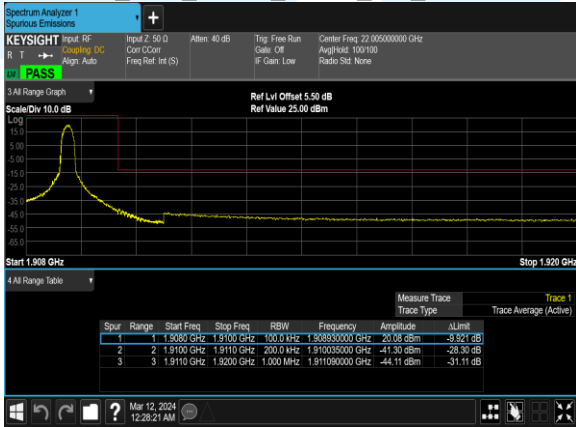 Spectrum Analyzer 1
Spurious Emissions
+
KEYSIGHT Input: RF Input Z: 50 Ω Atten: 40 dB Trig: Free Run Center Freq: 22.005000000 GHz
R T Coupling: DC Corr CCorr Gate: Off Avg|Hold: 100/100
Align: Auto Freq Ref: Int (S) IF Gain: Low Radio Std: None
PASS
3 All Range Graph
Ref Lvl Offset 5.50 dB
Scale/Div 10.0 dB Ref Value 25.00 dBm
Log
15.0
5.00
-5.00
-15.0
-25.0
-35.0
-45.0
-55.0
-65.0
Start 1.908 GHz Stop 1.920 GHz
4 All Range Table
Measure Trace Trace 1
Trace Type Trace Average (Active)
Spur Range Start Freq Stop Freq RBW Frequency Amplitude ΔLimit
1 1 1.9080 GHz 1.9100 GHz 100.0 kHz 1.908930000 GHz 20.08 dBm -9.921 dB
2 2 1.9100 GHz 1.9110 GHz 200.0 kHz 1.910035000 GHz -41.30 dBm -28.30 dB
3 3 1.9110 GHz 1.9200 GHz 1.000 MHz 1.911090000 GHz -44.11 dBm -31.11 dB
? Mar 12, 2024
12:28:21 AM